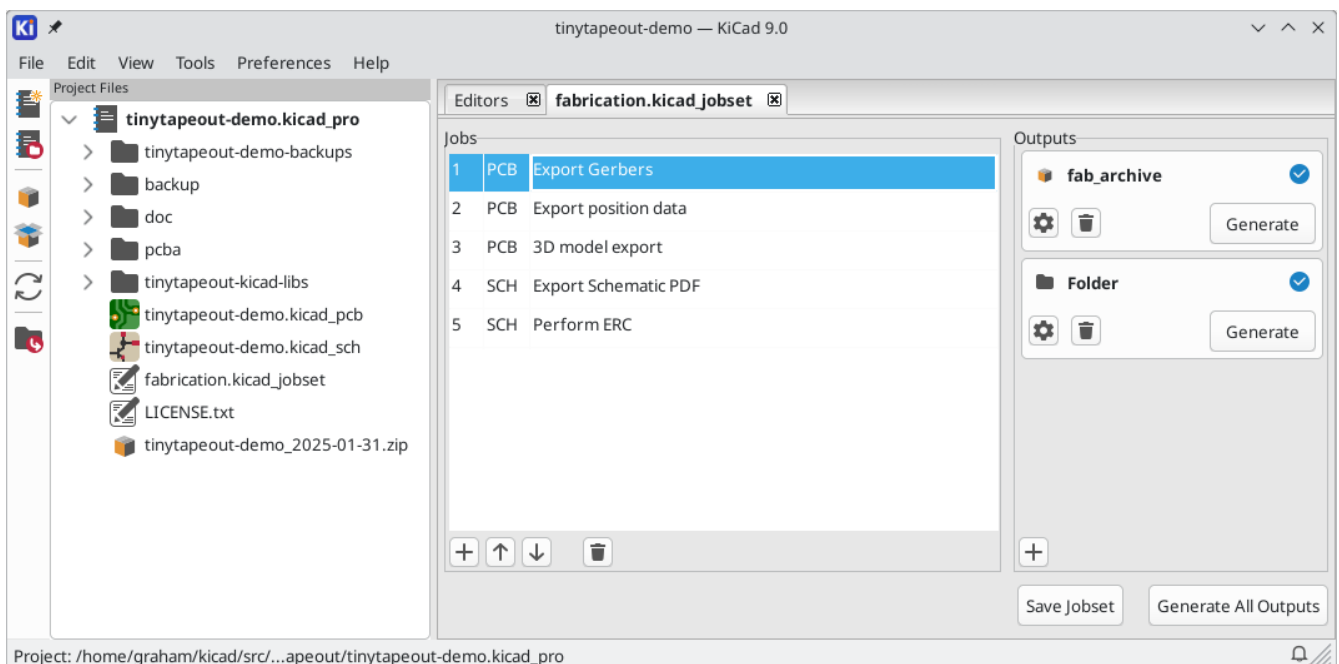 Ki
tinytapeout-demo — KiCad 9.0
File Edit View Tools Preferences Help
Project Files
tinytapeout-demo.kicad_pro
tinytapeout-demo-backups
backup
doc
pcba
tinytapeout-kicad-libs
tinytapeout-demo.kicad_pcb
tinytapeout-demo.kicad_sch
fabrication.kicad_jobset
LICENSE.txt
tinytapeout-demo_2025-01-31.zip
Editors fabrication.kicad_jobset
Jobs
1 PCB Export Gerbers
2 PCB Export position data
3 PCB 3D model export
4 SCH Export Schematic PDF
5 SCH Perform ERC
Outputs
fab_archive
Generate
Folder
Generate
Save Jobset Generate All Outputs
Project: /home/graham/kicad/src/...apeout/tinytapeout-demo.kicad_pro